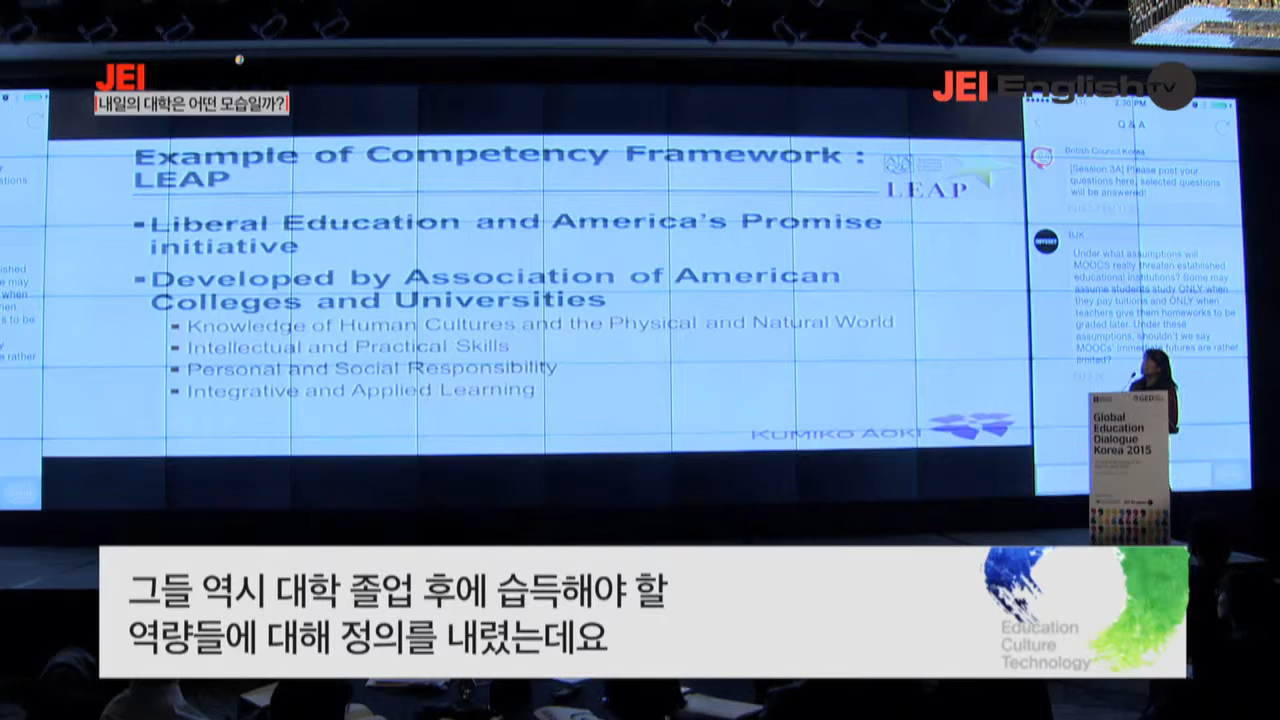 JEI
내일의 대학은 어떤 모습일까?
JEI English TV
Example of Competency Framework :
LEAP
LEAP
▪Liberal Education and America's Promise
initiative
▪Developed by Association of American
Colleges and Universities
▪ Knowledge of Human Cultures and the Physical and Natural World
▪ Intellectual and Practical Skills
▪ Personal and Social Responsibility
▪ Integrative and Applied Learning
KUMIKO AOKI
2:30 PM
Q & A
British Council Korea
[Session 3A] Please post your
questions here, selected questions
will be answered!
IJK
Under what assumptions will
MOOCS really threaten established
educational institutions? Some may
assume students study ONLY when
they pay tuitions and ONLY when
teachers give them homeworks to be
graded later. Under these
assumptions, shouldn't we say
MOOCs' immediate futures are rather
limited?
Global
Education
Dialogue
Korea 2015
그들 역시 대학 졸업 후에 습득해야 할
역량들에 대해 정의를 내렸는데요
Education
Culture
Technology